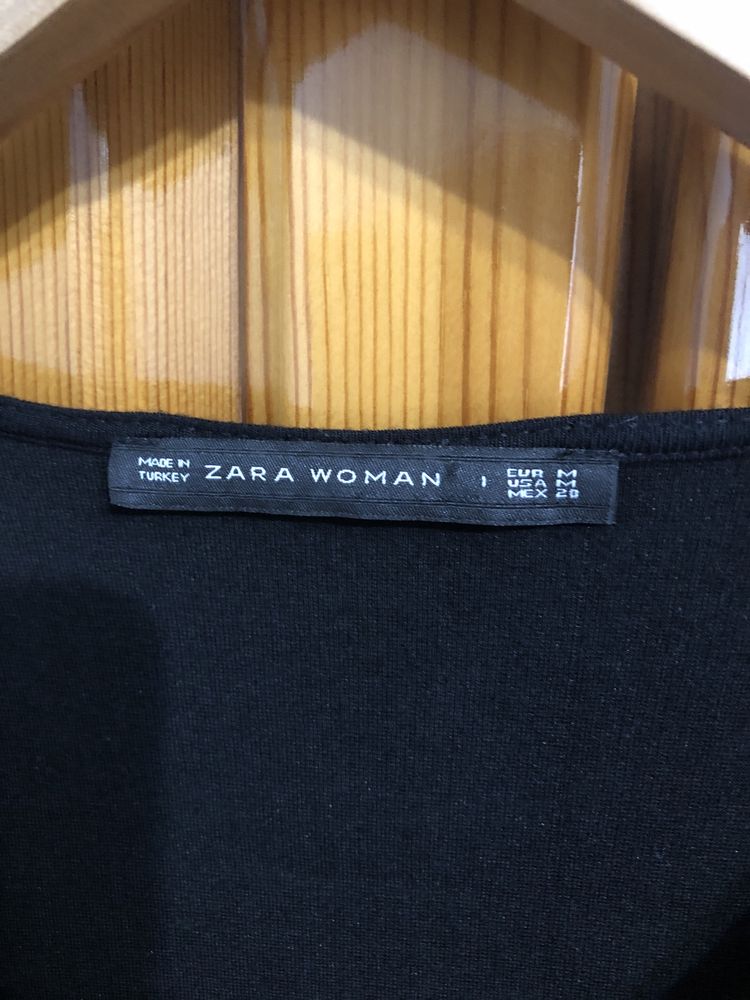 MADE IN
TURKEY
ZARA WOMAN
EUR M
USA M
MEX 28